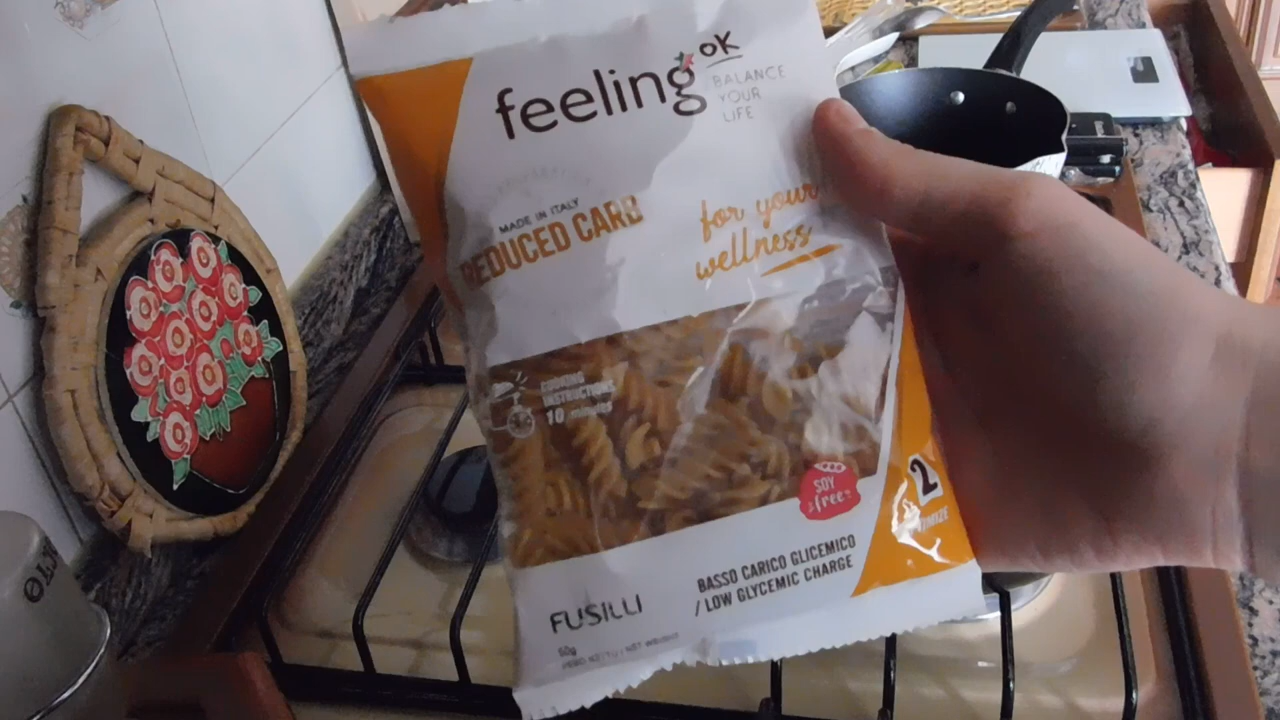 feeling OK
BALANCE
YOUR
LIFE
MADE IN ITALY
REDUCED CARB
for your
wellness
COOKING
INSTRUCTIONS
10 minutes
SOY
free
2
BASSO CARICO GLICEMICO
/ LOW GLYCEMIC CHARGE
FUSILLI
50g